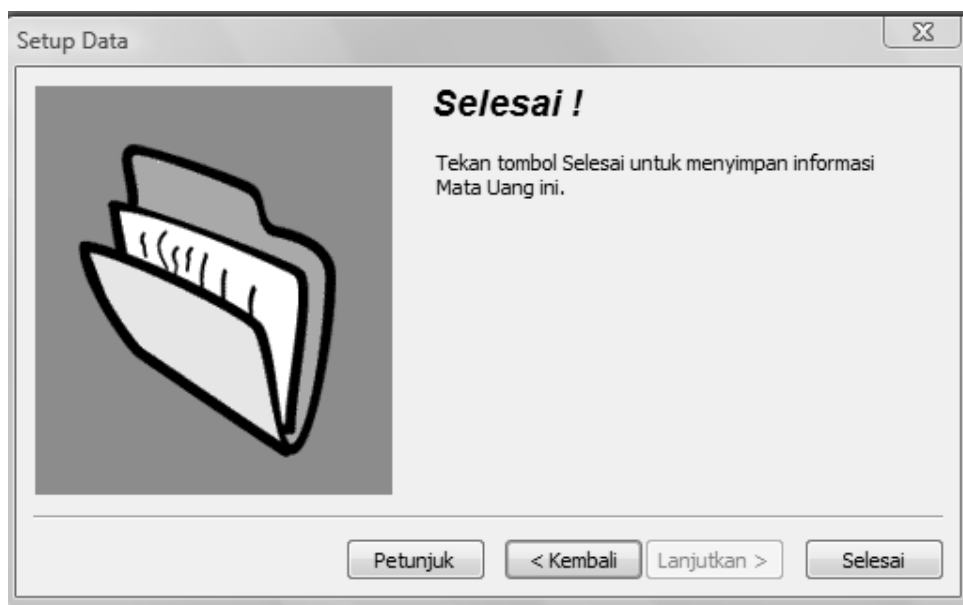 Setup Data
Selesai !
Tekan tombol Selesai untuk menyimpan informasi
Mata Uang ini.
Petunjuk
< Kembali
Lanjutkan >
Selesai